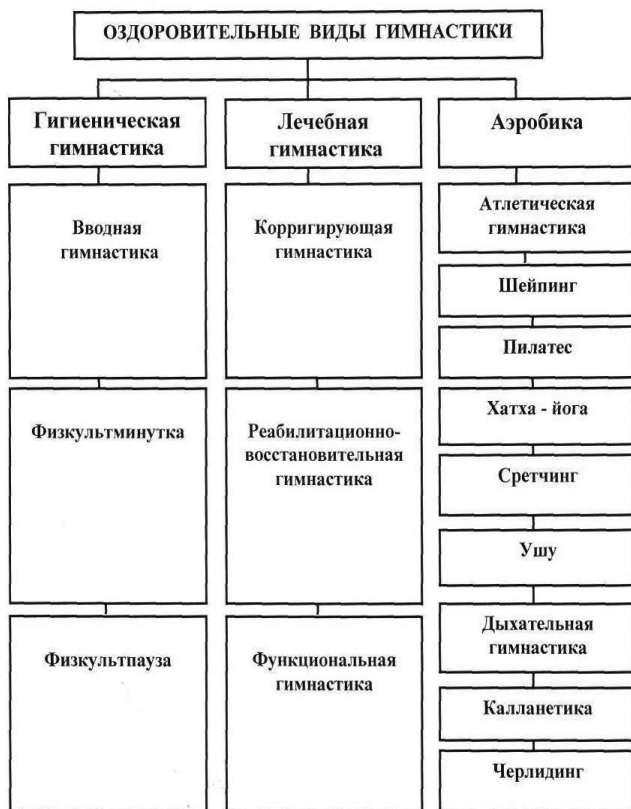 ОЗДОРОВИТЕЛЬНЫЕ ВИДЫ ГИМНАСТИКИ
Гигиеническая
гимнастика
Лечебная
гимнастика
Аэробика
Вводная
гимнастика
Физкультминутка
Физкультпауза
Корригирующая
гимнастика
Реабилитационно-
восстановительная
гимнастика
Функциональная
гимнастика
Атлетическая
гимнастика
Шейпинг
Пилатес
Хатха - йога
Сретчинг
Ушу
Дыхательная
гимнастика
Калланетика
Черлидинг